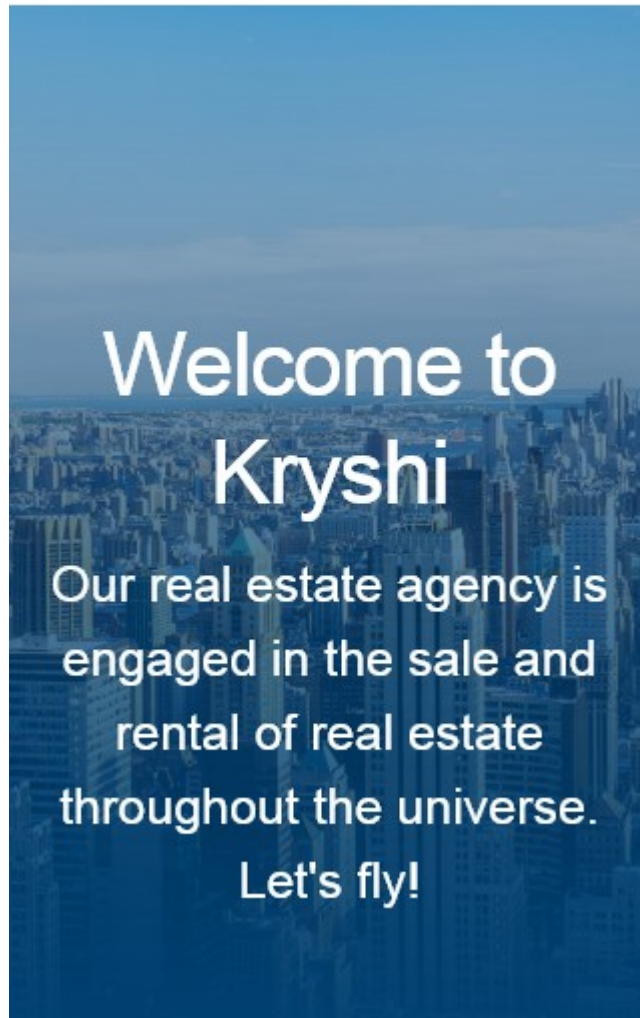 Welcome to
Kryshi
Our real estate agency is
engaged in the sale and
rental of real estate
throughout the universe.
Let's fly!